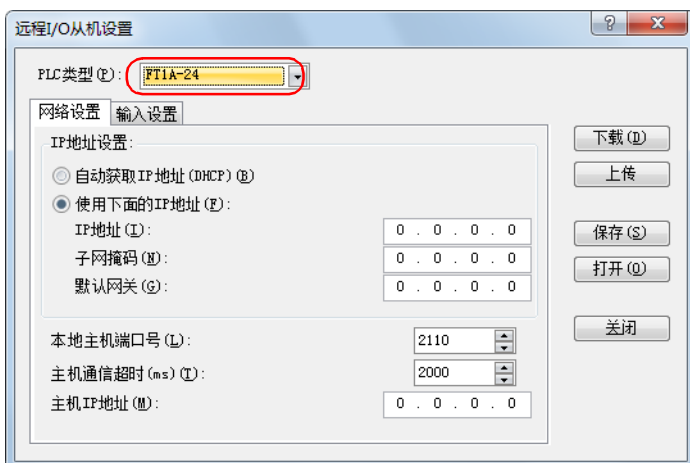 远程I/O从机设置
PLC类型(P): FT1A-24
网络设置 输入设置
IP地址设置:
自动获取IP地址(DHCP)(B)
使用下面的IP地址(F):
IP地址(I): 0 . 0 . 0 . 0
子网掩码(N): 0 . 0 . 0 . 0
默认网关(G): 0 . 0 . 0 . 0
本地主机端口号(L): 2110
主机通信超时(ms)(T): 2000
主机IP地址(M): 0 . 0 . 0 . 0
下载(D)
上传
保存(S)
打开(O)
关闭